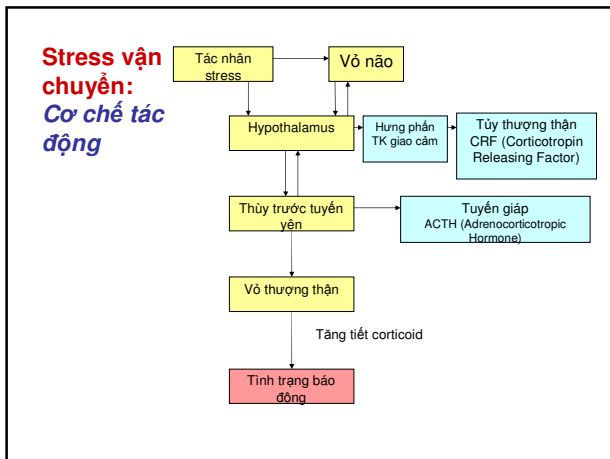 Stress vận
chuyển:
Cơ chế tác
động
Tác nhân
stress
Vỏ não
Hypothalamus
Hưng phấn
TK giao cảm
Tủy thượng thận
CRF (Corticotropin
Releasing Factor)
Thùy trước tuyến
yên
Tuyến giáp
ACTH (Adrenocorticotropic
Hormone)
Vỏ thượng thận
Tăng tiết corticoid
Tình trạng báo
động